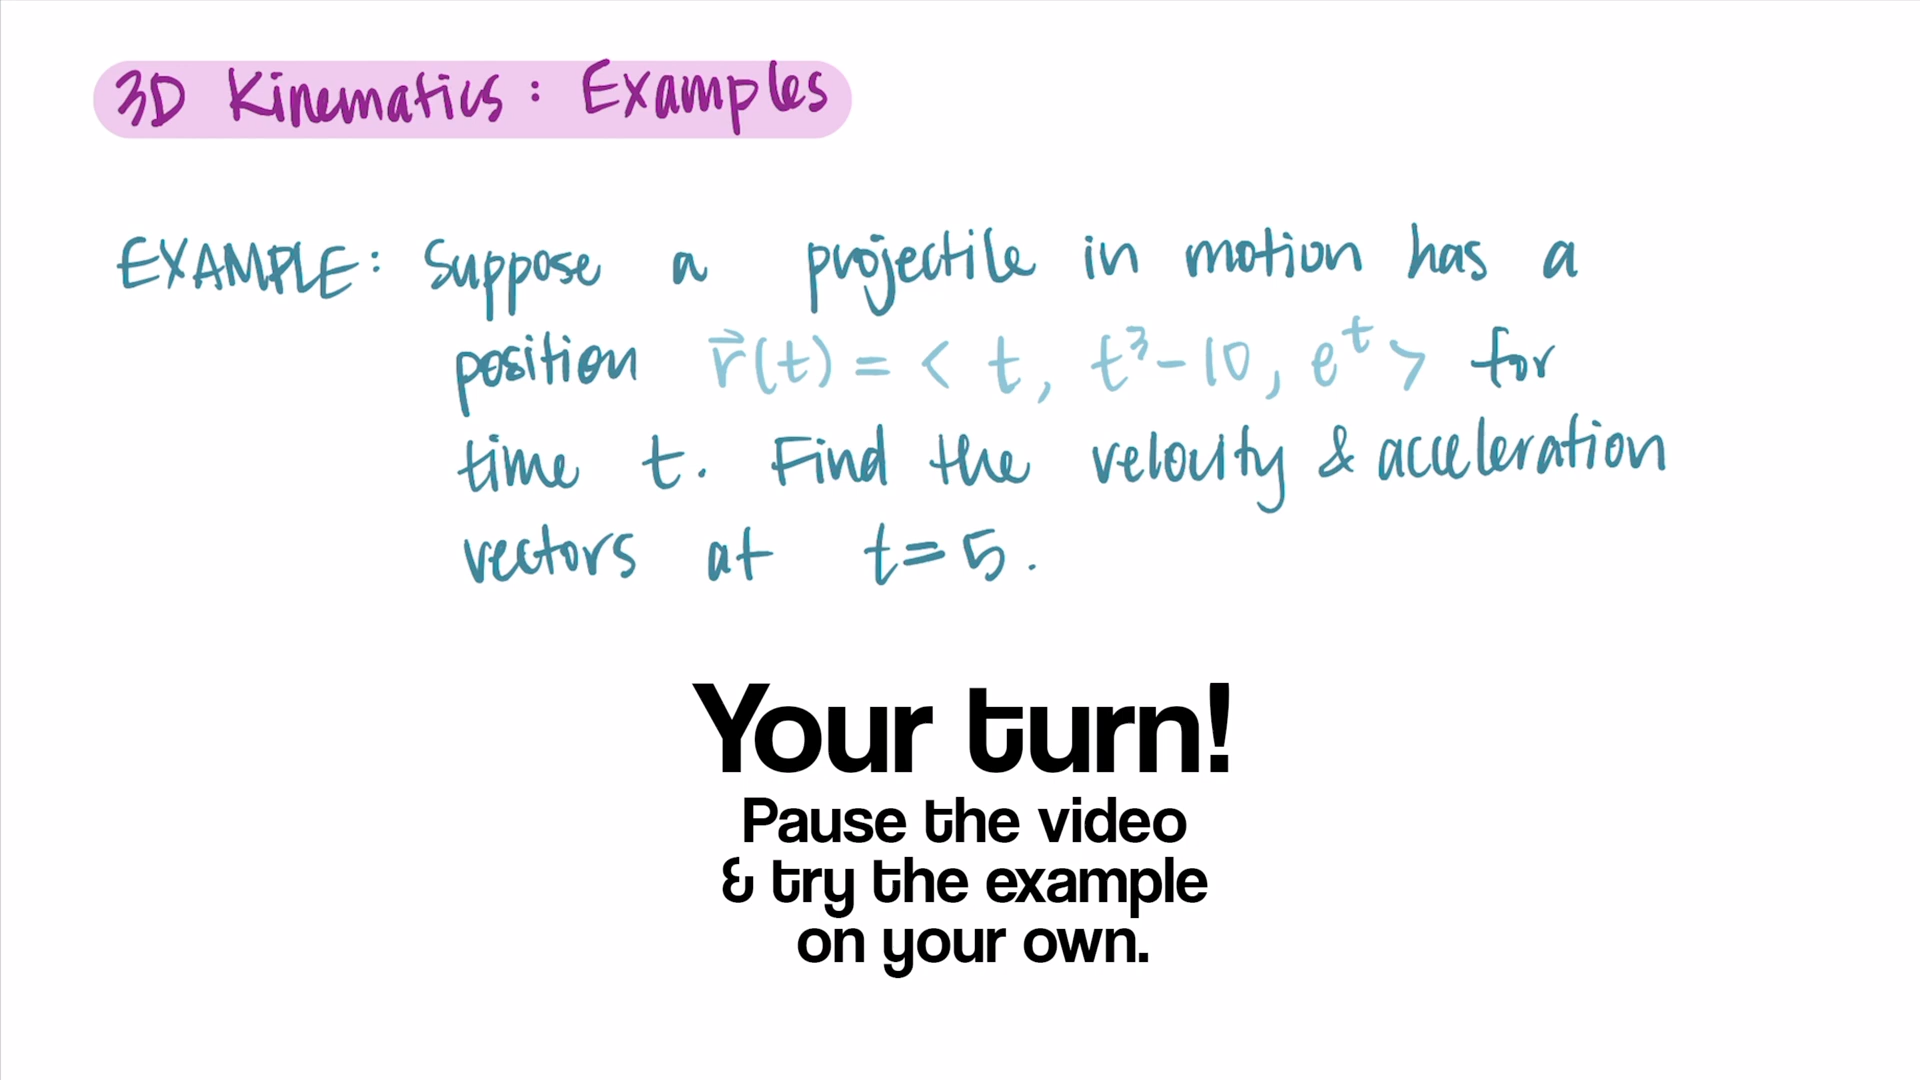 3D Kinematics: Examples
EXAMPLE: Suppose a projectile in motion has a
position r⃗(t) = < t, t³-10, eᵗ > for
time t. Find the velocity & acceleration
vectors at t=5.
Your turn!
Pause the video
& try the example
on your own.